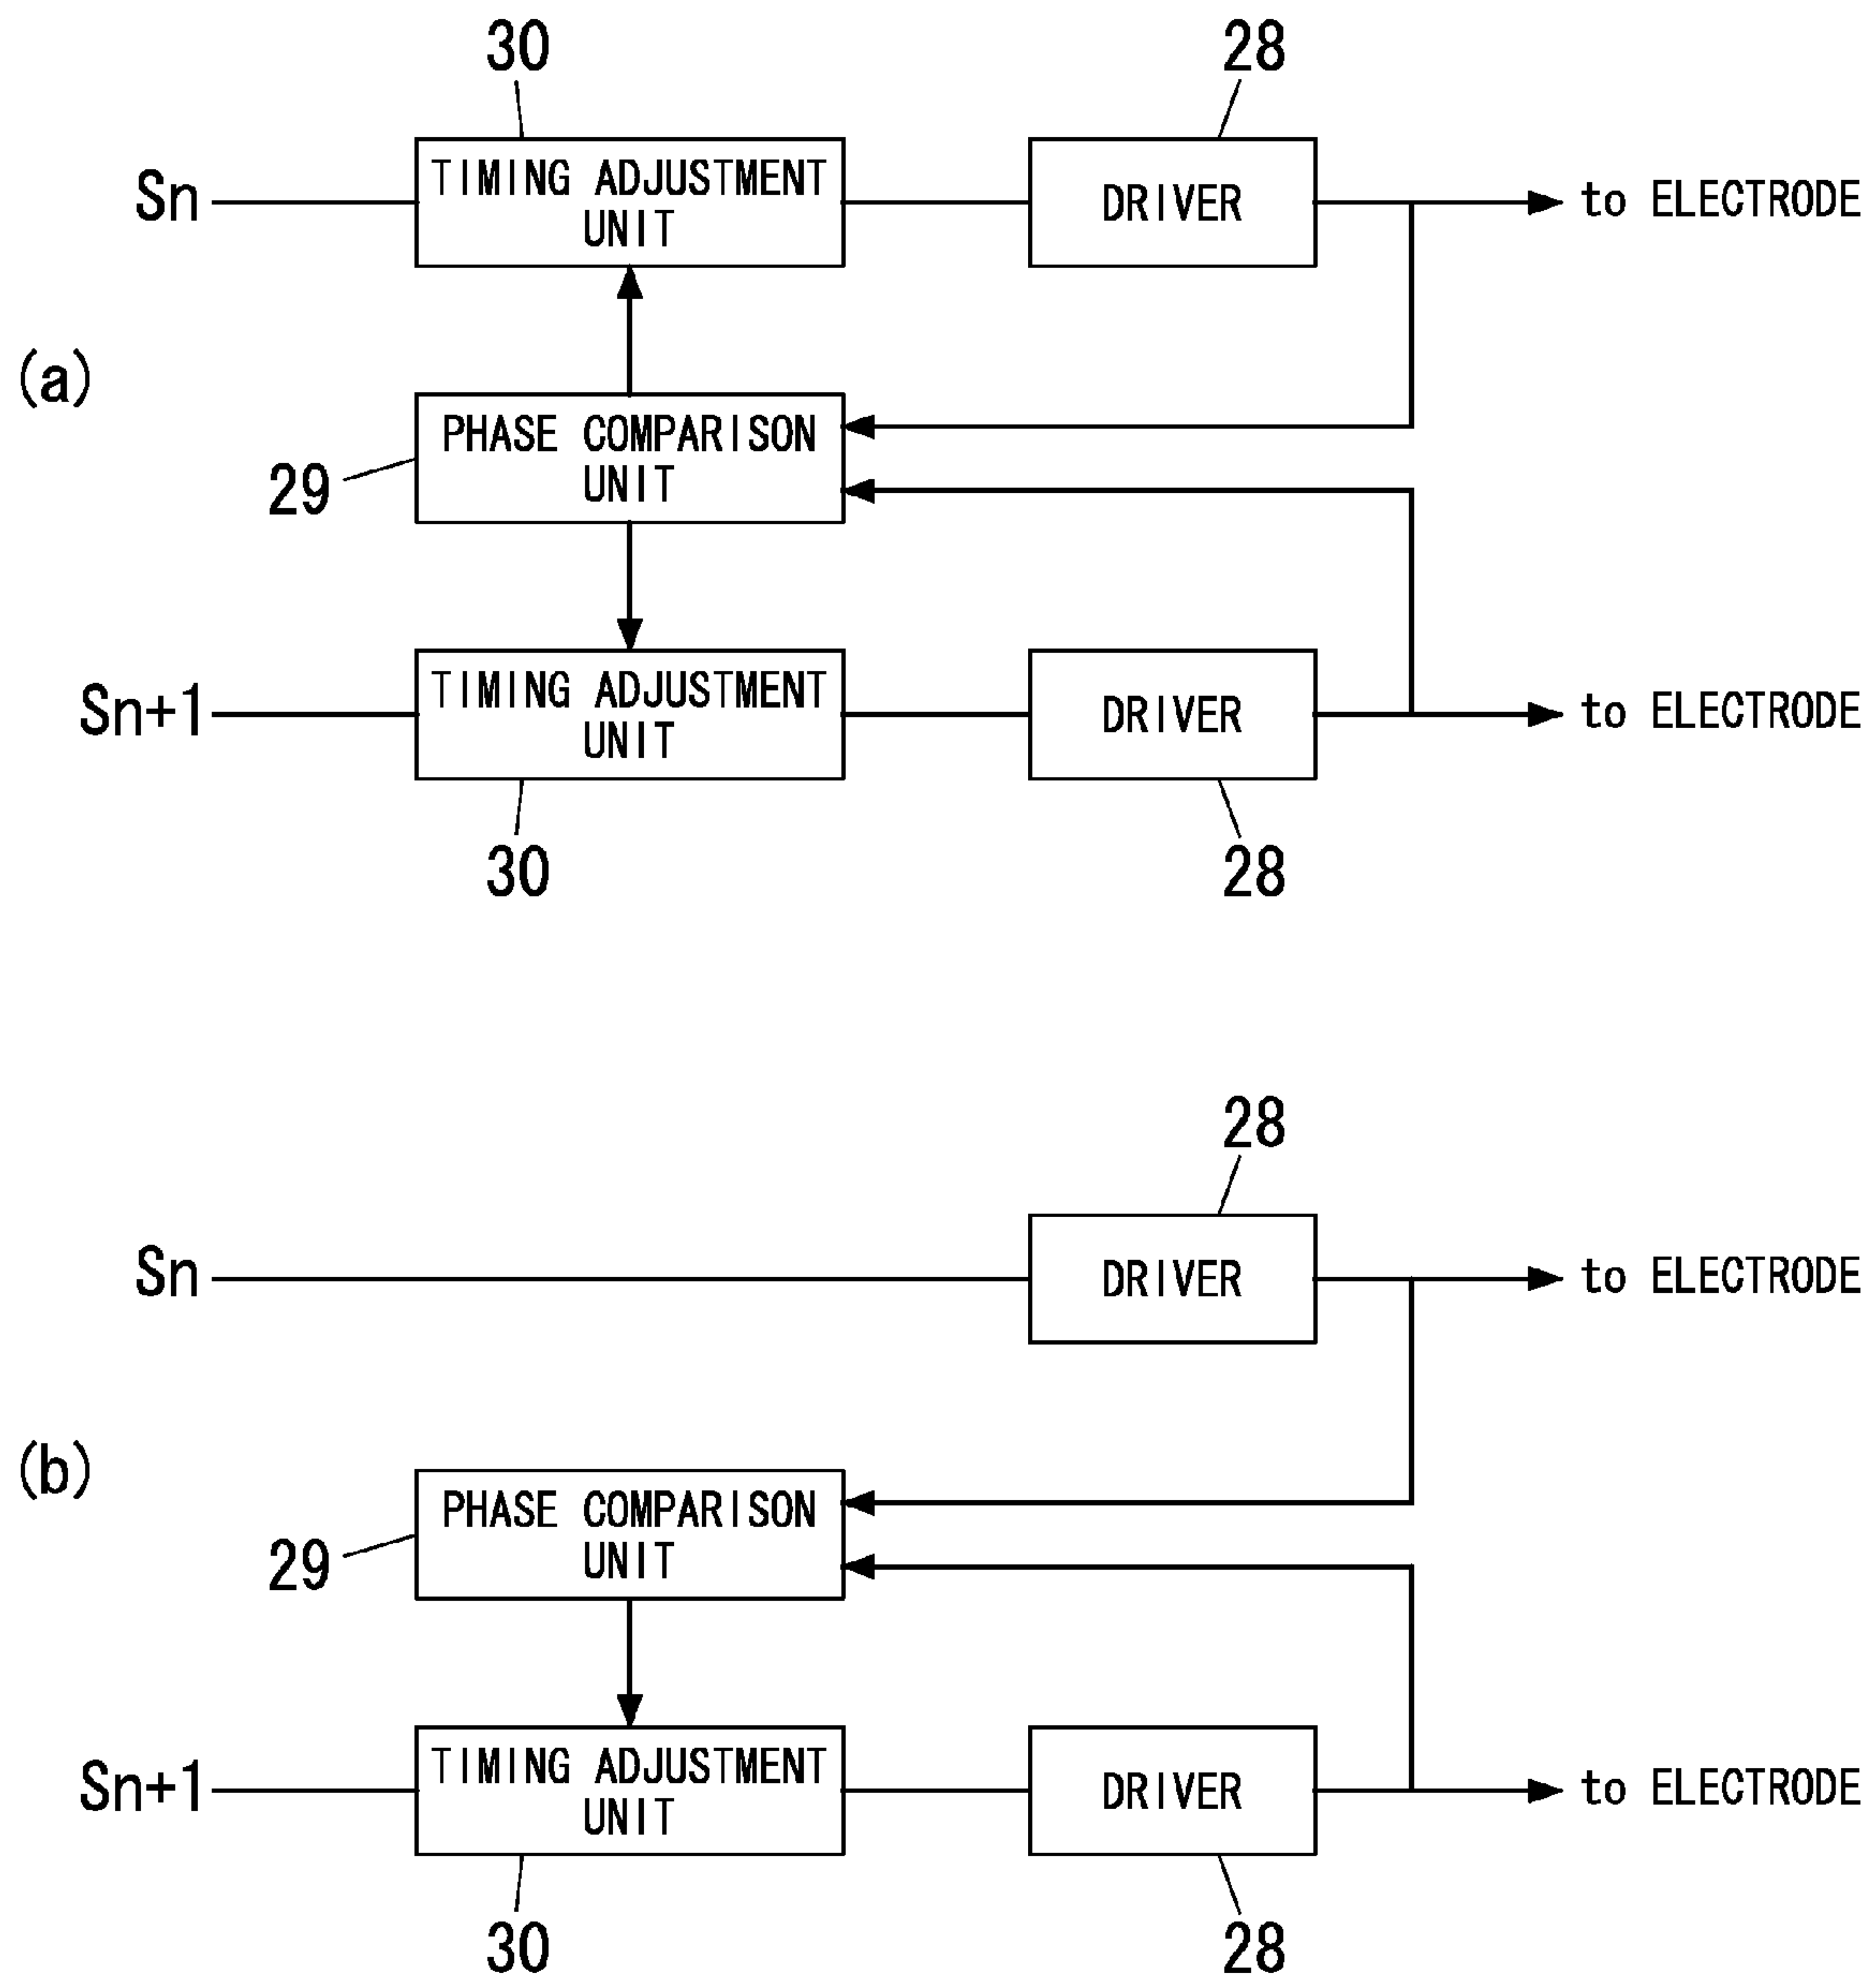 30
28
Sn
TIMING ADJUSTMENT
UNIT
DRIVER
to ELECTRODE
(a)
PHASE COMPARISON
UNIT
29
Sn+1
TIMING ADJUSTMENT
UNIT
DRIVER
to ELECTRODE
30
28
28
Sn
DRIVER
to ELECTRODE
(b)
PHASE COMPARISON
UNIT
29
Sn+1
TIMING ADJUSTMENT
UNIT
DRIVER
to ELECTRODE
30
28